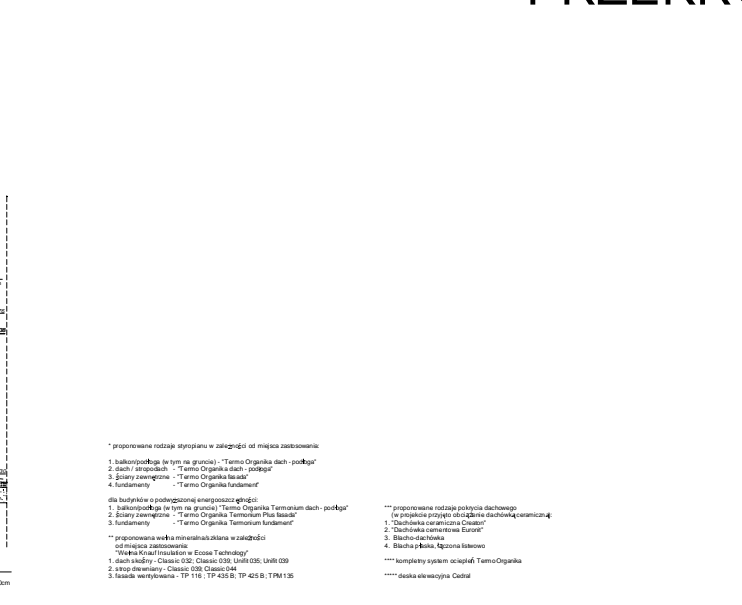 * proponowane rodzaje styropianu w zależności od miejsca zastosowania:
1. balkon/podłoga (w tym na gruncie) - "Termo Organika dach - podłoga"
2. dach / stropodach - "Termo Organika dach - podłoga"
3. ściany zewnętrzne - "Termo Organika fasada"
4. fundamenty - "Termo Organika fundament"
dla budynków o podwyższonej energooszczędności:
1. balkon/podłoga (w tym na gruncie) "Termo Organika Termonium dach - podłoga"
2. ściany zewnętrzne - "Termo Organika Termonium Plus fasada"
3. fundamenty - "Termo Organika Termonium fundament"
** proponowana wełna mineralna/szklana w zależności
od miejsca zastosowania:
"Wełna Knauf Insulation w Ecose Technology"
1. dach skośny - Classic 032; Classic 039; Unifit 035; Unifit 039
2. strop drewniany - Classic 039; Classic 044
3. fasada wentylowana - TP 116 ; TP 435 B; TP 425 B ; TPM 135
*** proponowane rodzaje pokrycia dachowego
(w projekcie przyjęto obciążenie dachówką ceramiczną):
1. "Dachówka ceramiczna Creaton"
2. "Dachówka cementowa Euronit"
3. Blacho-dachówka
4. Blacha płaska, łączona listwowo
**** kompletny system ociepleń Termo Organika
***** deska elewacyjna Cedral